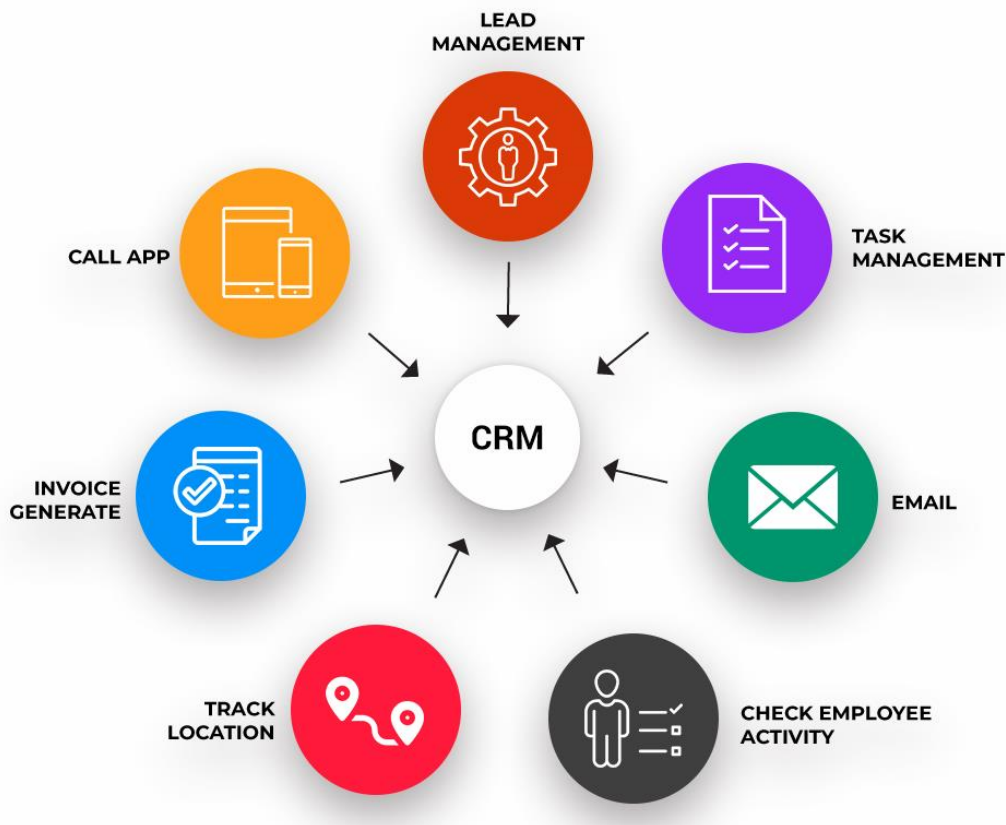 LEAD
MANAGEMENT
CALL APP
TASK
MANAGEMENT
CRM
INVOICE
GENERATE
EMAIL
TRACK
LOCATION
CHECK EMPLOYEE
ACTIVITY